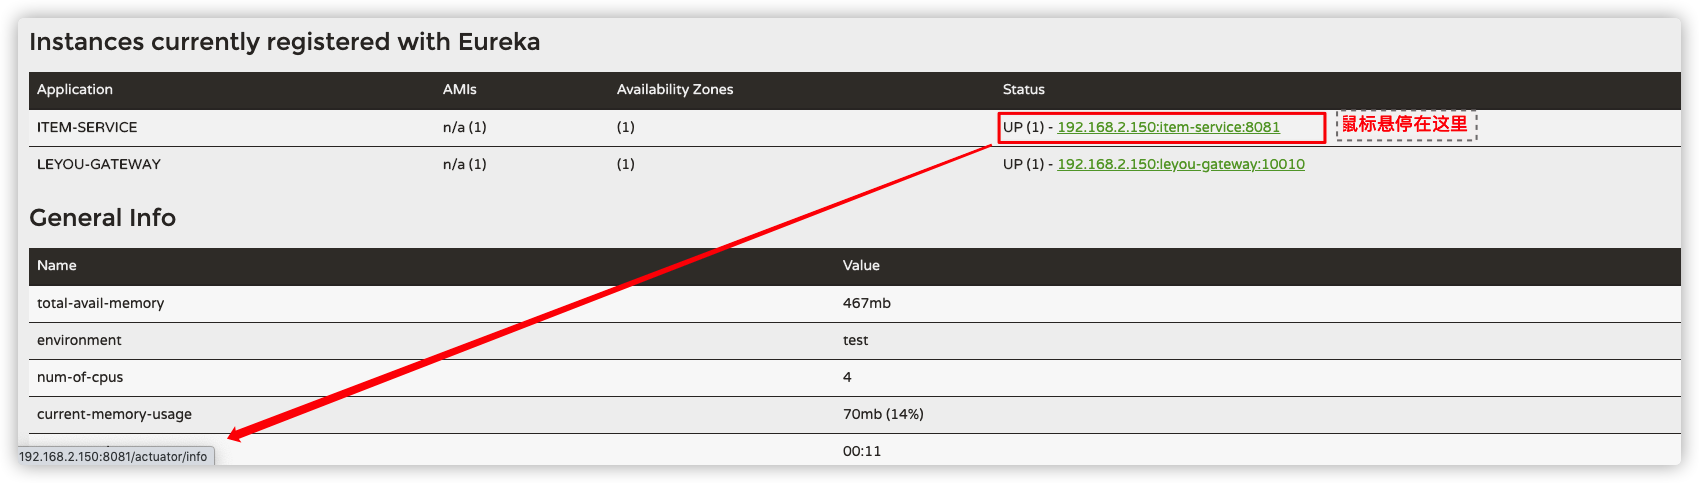 Instances currently registered with Eureka
Application AMIs Availability Zones Status
ITEM-SERVICE n/a (1) (1) UP (1) - 192.168.2.150:item-service:8081 鼠标悬停在这里
LEYOU-GATEWAY n/a (1) (1) UP (1) - 192.168.2.150:leyou-gateway:10010
General Info
Name Value
total-avail-memory 467mb
environment test
num-of-cpus 4
current-memory-usage 70mb (14%)
00:11
192.168.2.150:8081/actuator/info